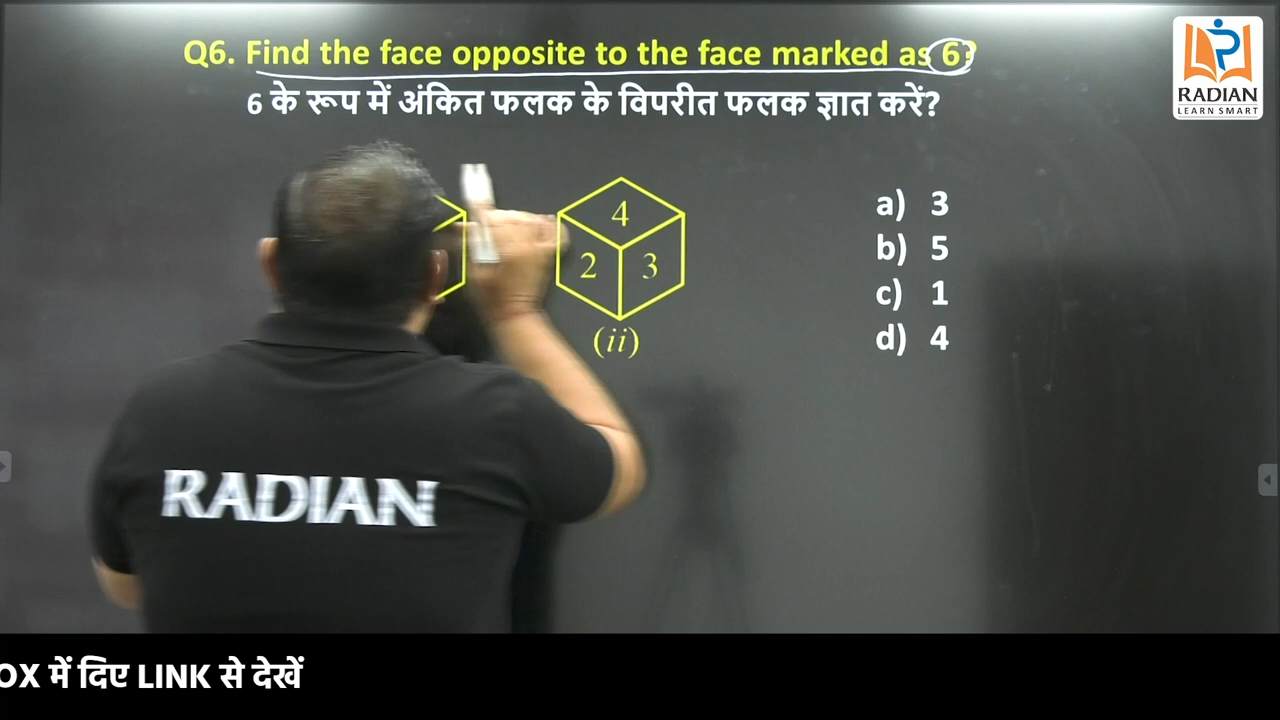 Q6. Find the face opposite to the face marked as 6?
6 के रूप में अंकित फलक के विपरीत फलक ज्ञात करें?
RADIAN
LEARN SMART
4
2
3
(ii)
a) 3
b) 5
c) 1
d) 4
RADIAN
OX में दिए LINK से देखें